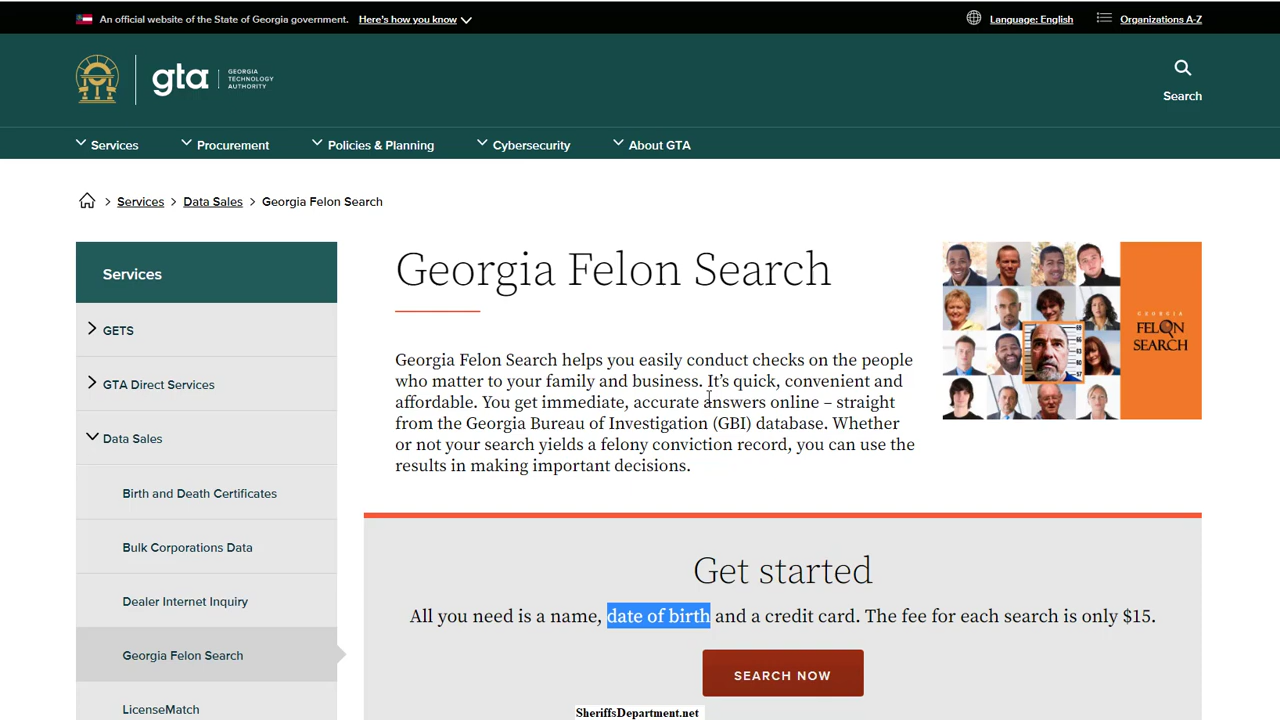 An official website of the State of Georgia government. Here's how you know
Language: English
Organizations A-Z
gta
GEORGIA
TECHNOLOGY
AUTHORITY
Search
Services
Procurement
Policies & Planning
Cybersecurity
About GTA
Services
Data Sales
Georgia Felon Search
Services
GETS
GTA Direct Services
Data Sales
Birth and Death Certificates
Bulk Corporations Data
Dealer Internet Inquiry
Georgia Felon Search
LicenseMatch
Georgia Felon Search
Georgia Felon Search helps you easily conduct checks on the people
who matter to your family and business. It’s quick, convenient and
affordable. You get immediate, accurate answers online – straight
from the Georgia Bureau of Investigation (GBI) database. Whether
or not your search yields a felony conviction record, you can use the
results in making important decisions.
GEORGIA
FELON
SEARCH
Get started
All you need is a name, date of birth and a credit card. The fee for each search is only $15.
SEARCH NOW
SheriffsDepartment.net